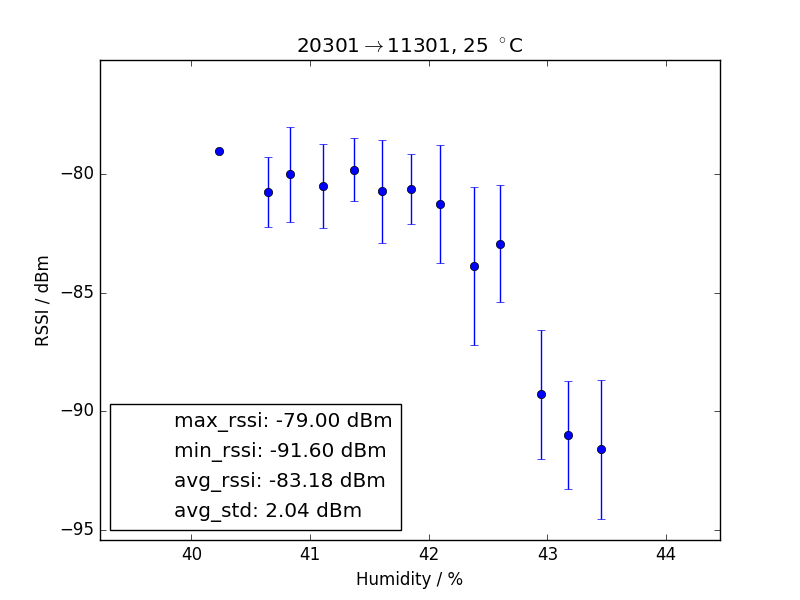 20301→11301, 25 °C
RSSI / dBm
−80
−85
−90
−95
max_rssi: -79.00 dBm
min_rssi: -91.60 dBm
avg_rssi: -83.18 dBm
avg_std: 2.04 dBm
40 41 42 43 44
Humidity / %